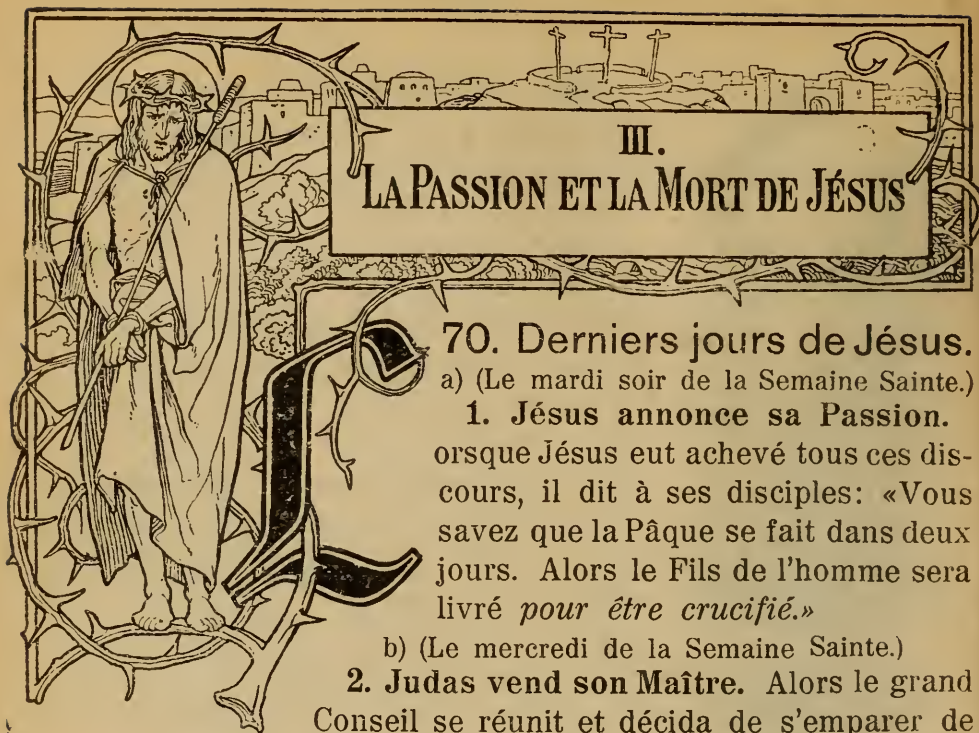 III.
LA PASSION ET LA MORT DE JÉSUS
70. Derniers jours de Jésus.
a) (Le mardi soir de la Semaine Sainte.)
1. Jésus annonce sa Passion.
Lorsque Jésus eut achevé tous ces dis-
cours, il dit à ses disciples: «Vous
savez que la Pâque se fait dans deux
jours. Alors le Fils de l'homme sera
livré pour être crucifié.»
b) (Le mercredi de la Semaine Sainte.)
2. Judas vend son Maître. Alors le grand
Conseil se réunit et décida de s'emparer de